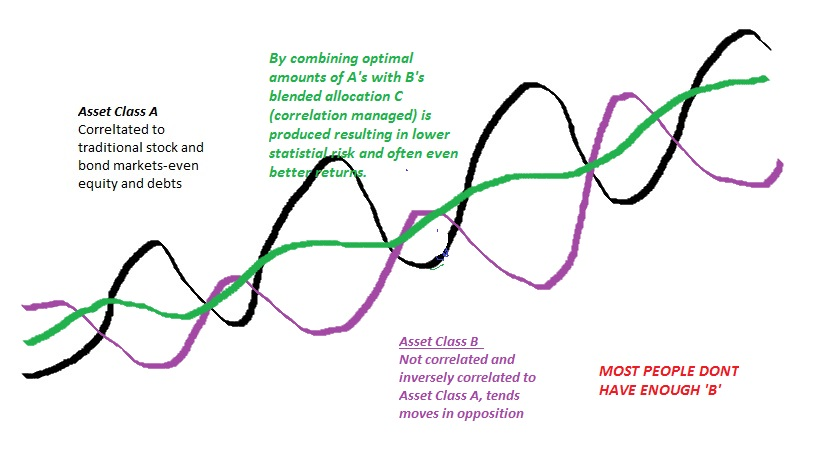 Asset Class A
Correltated to
traditional stock and
bond markets-even
equity and debts
By combining optimal
amounts of A's with B's
blended allocation C
(correlation managed) is
produced resulting in lower
statistial risk and often even
better returns.
Asset Class B
Not correlated and
inversely correlated to
Asset Class A, tends
moves in opposition
MOST PEOPLE DONT
HAVE ENOUGH 'B'